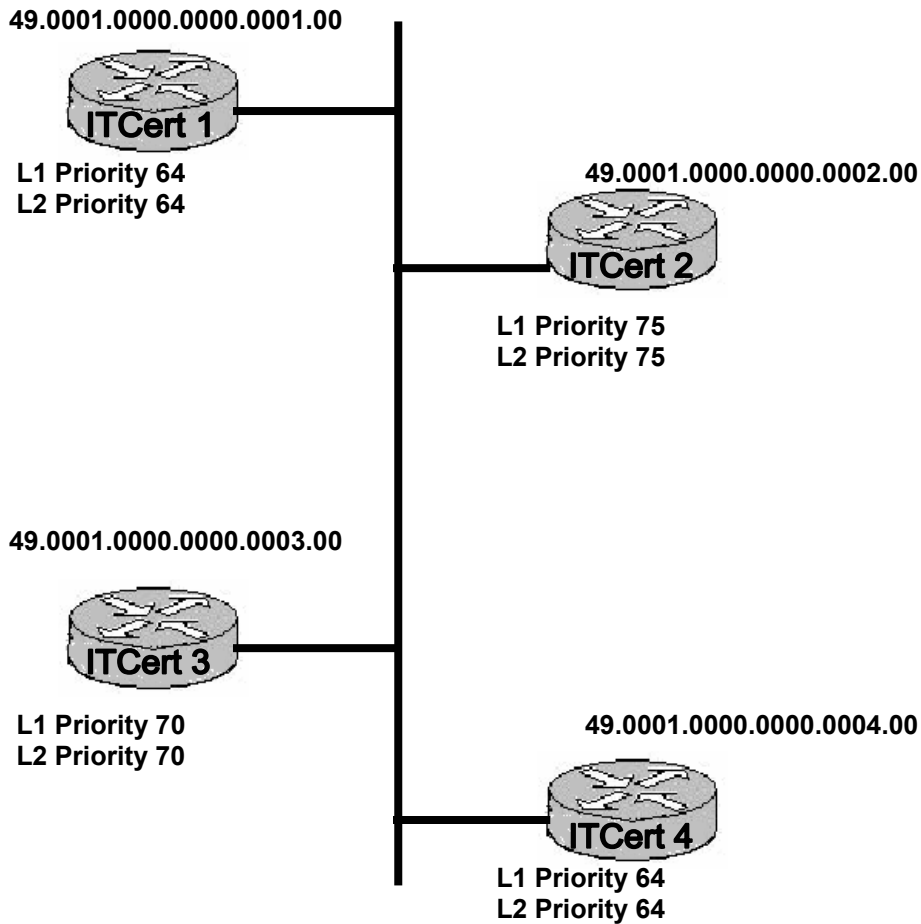 49.0001.0000.0000.0001.00
ITCert 1
L1 Priority 64
L2 Priority 64
49.0001.0000.0000.0002.00
ITCert 2
L1 Priority 75
L2 Priority 75
49.0001.0000.0000.0003.00
ITCert 3
L1 Priority 70
L2 Priority 70
49.0001.0000.0000.0004.00
ITCert 4
L1 Priority 64
L2 Priority 64